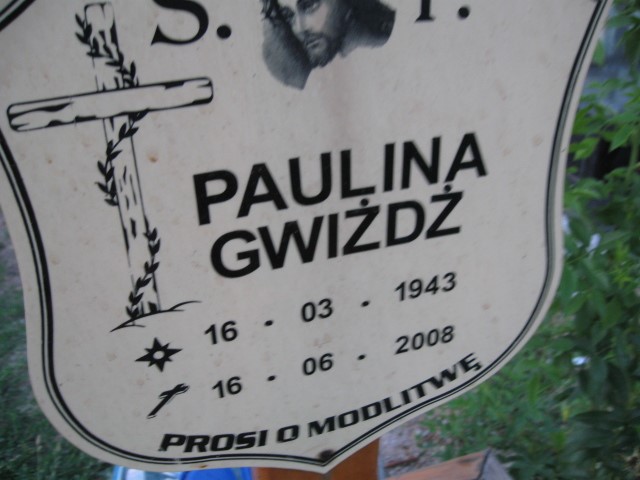 S. P.
PAULINA
GWIŻDŻ
16 - 03 - 1943
16 - 06 - 2008
PROSI O MODLITWĘ